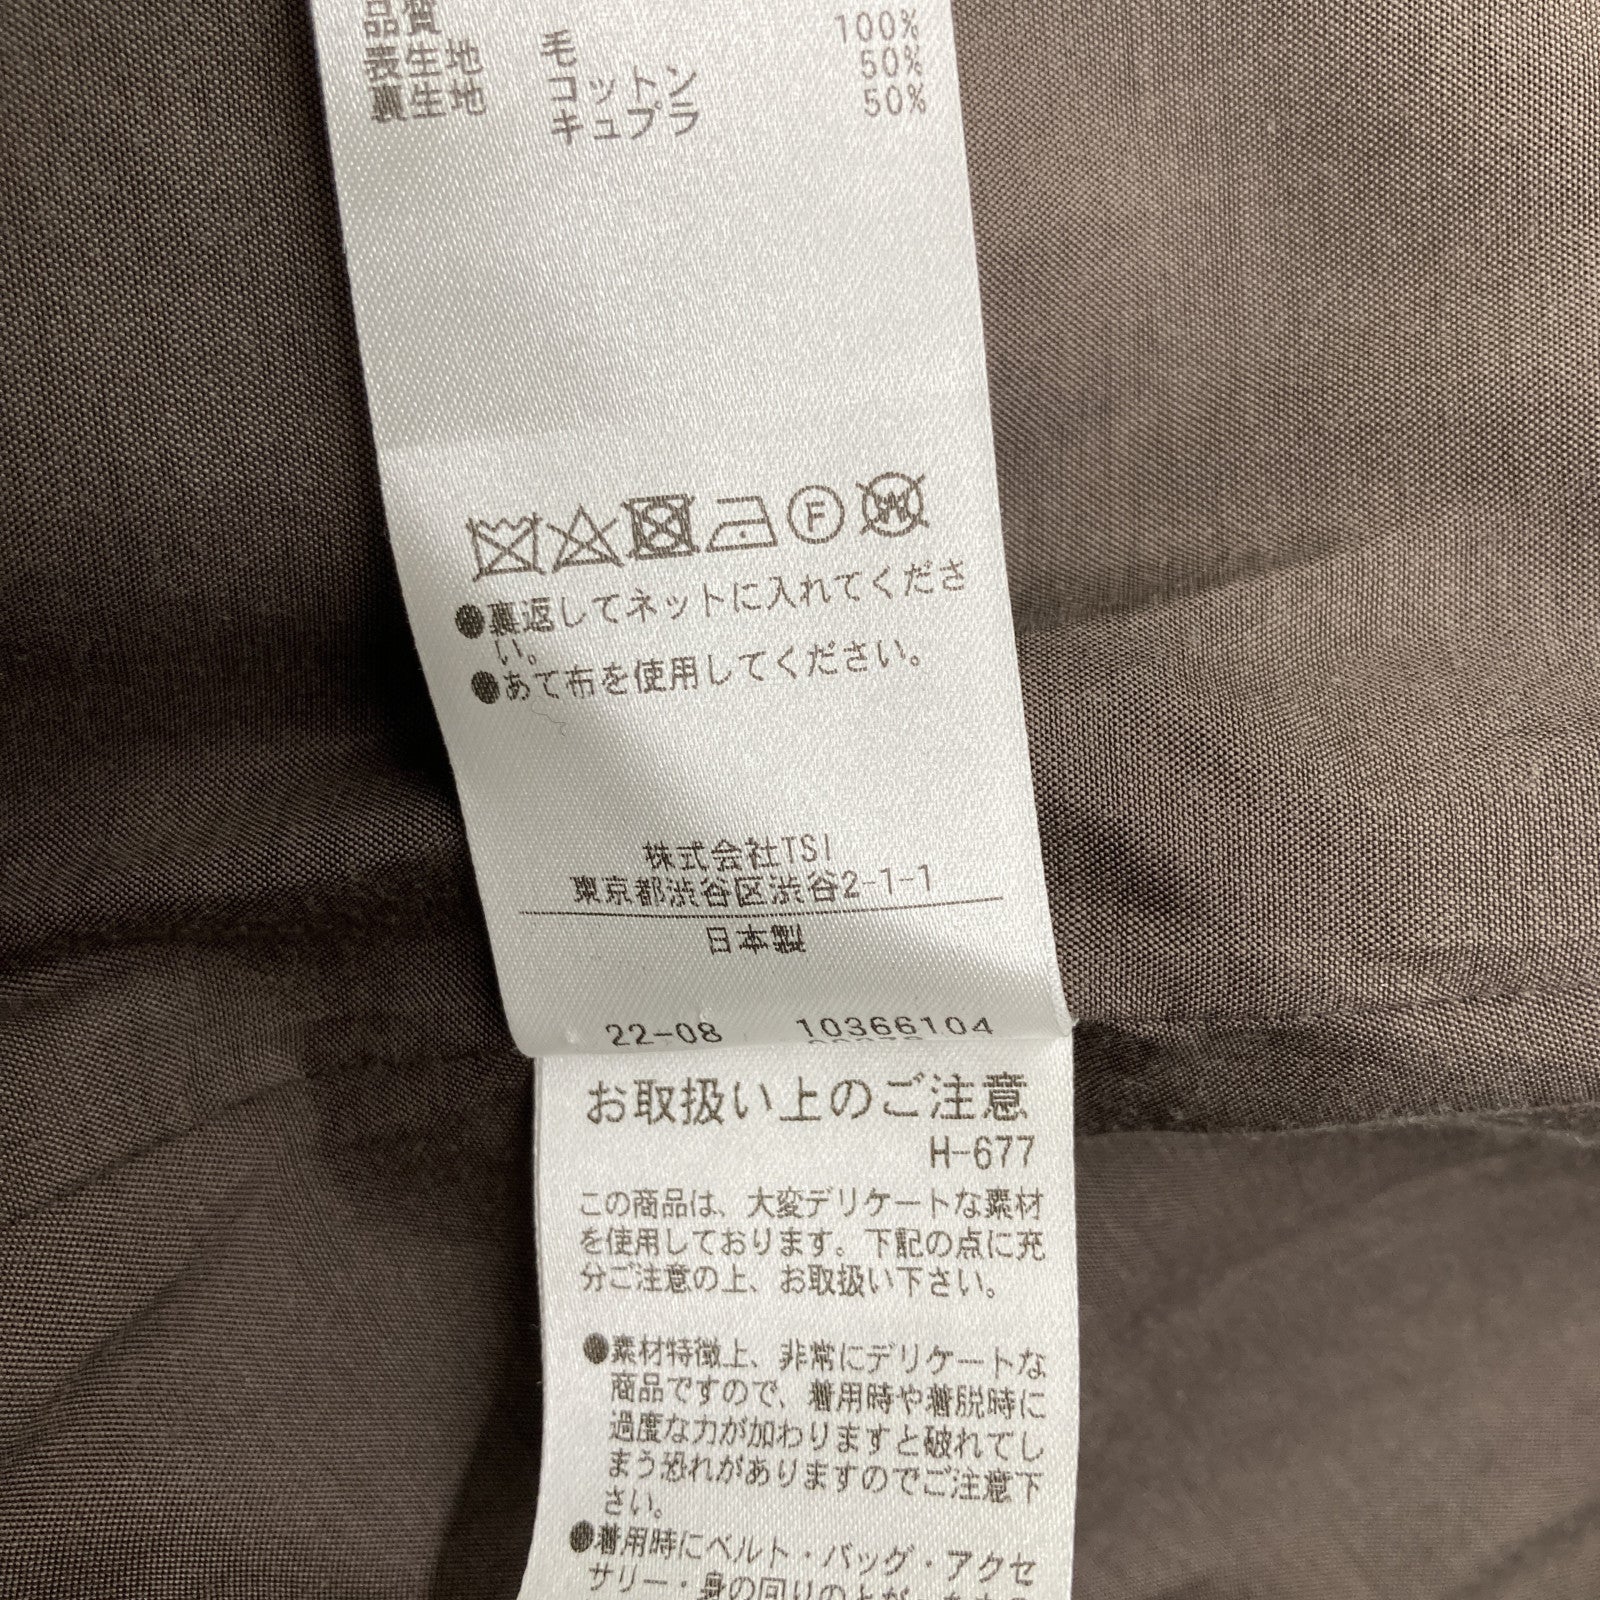 品質
表生地 毛 100%
裏生地 コットン 50%
キュプラ 50%
F
W
●裏返してネットに入れてくださ
い。
●あて布を使用してください。
株式会社TSI
東京都渋谷区渋谷2-1-1
日本製
22-08 10366104
お取扱い上のご注意
H-677
この商品は、大変デリケートな素材
を使用しております。下記の点に充
分ご注意の上、お取扱い下さい。
●素材特徴上、非常にデリケートな
商品ですので、着用時や着脱時に
過度な力が加わりますと破れてし
まう恐れがありますのでご注意下
さい。
●着用時にベルト・バッグ・アクセ
サリー・身の回りの